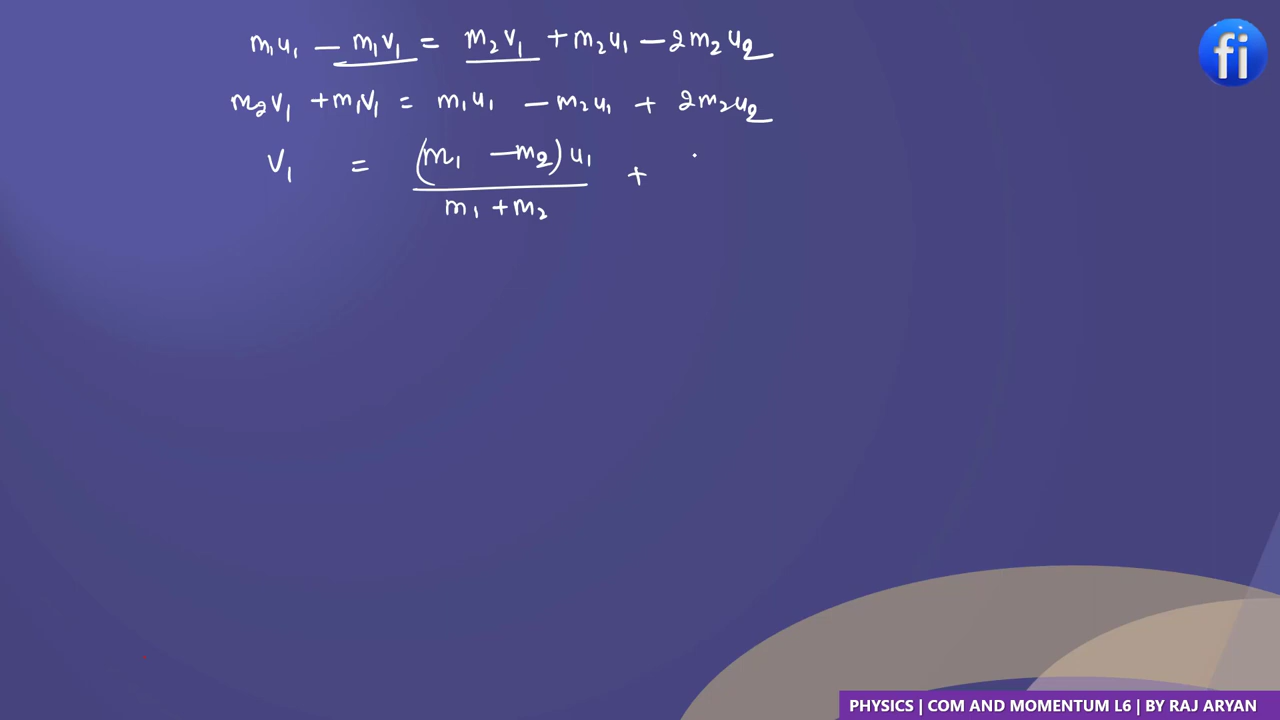 m₁u₁ − m₁v₁ = m₂v₁ + m₂u₁ − 2m₂u₂
m₂v₁ + m₁v₁ = m₁u₁ − m₂u₁ + 2m₂u₂
v₁ = (m₁ − m₂)u₁ / m₁ + m₂ +
fi
PHYSICS | COM AND MOMENTUM L6 | BY RAJ ARYAN